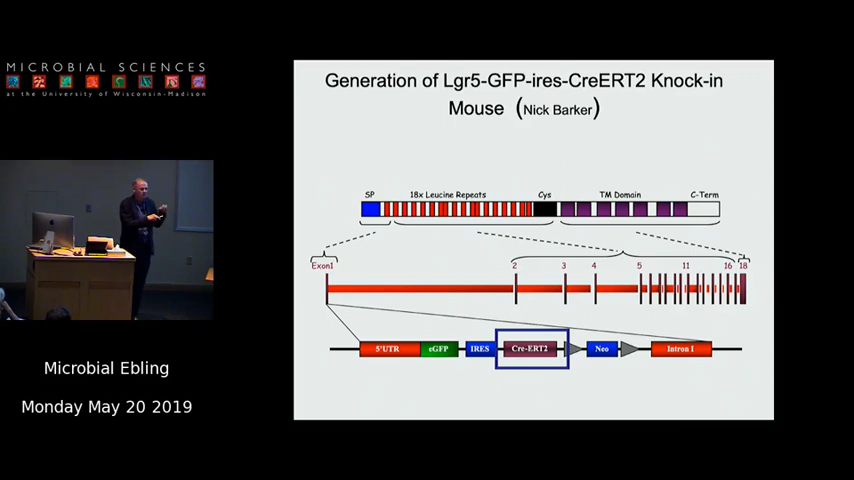 MICROBIAL SCIENCES
at the University of Wisconsin-Madison
Microbial Ebling
Monday May 20 2019
Generation of Lgr5-GFP-ires-CreERT2 Knock-in
Mouse (Nick Barker)
SP 18x Leucine Repeats Cys TM Domain C-Term
Exon1 2 3 4 5 11 16 18
5'UTR eGFP IRES Cre-ERT2 Neo Intron I